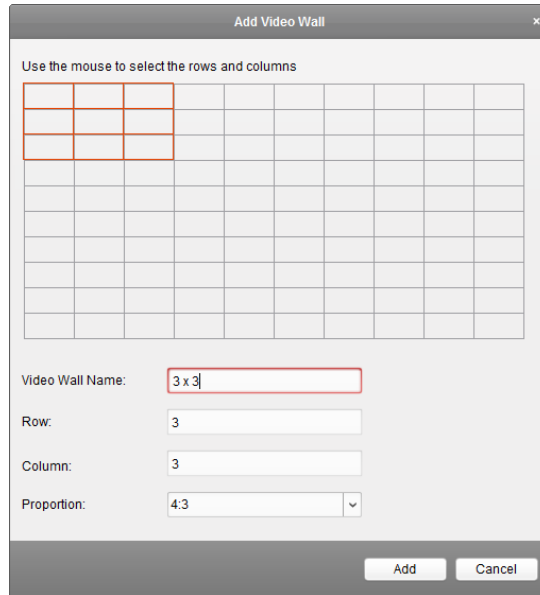 Add Video Wall ×
Use the mouse to select the rows and columns
Video Wall Name: 3 x 3
Row: 3
Column: 3
Proportion: 4:3
Add Cancel